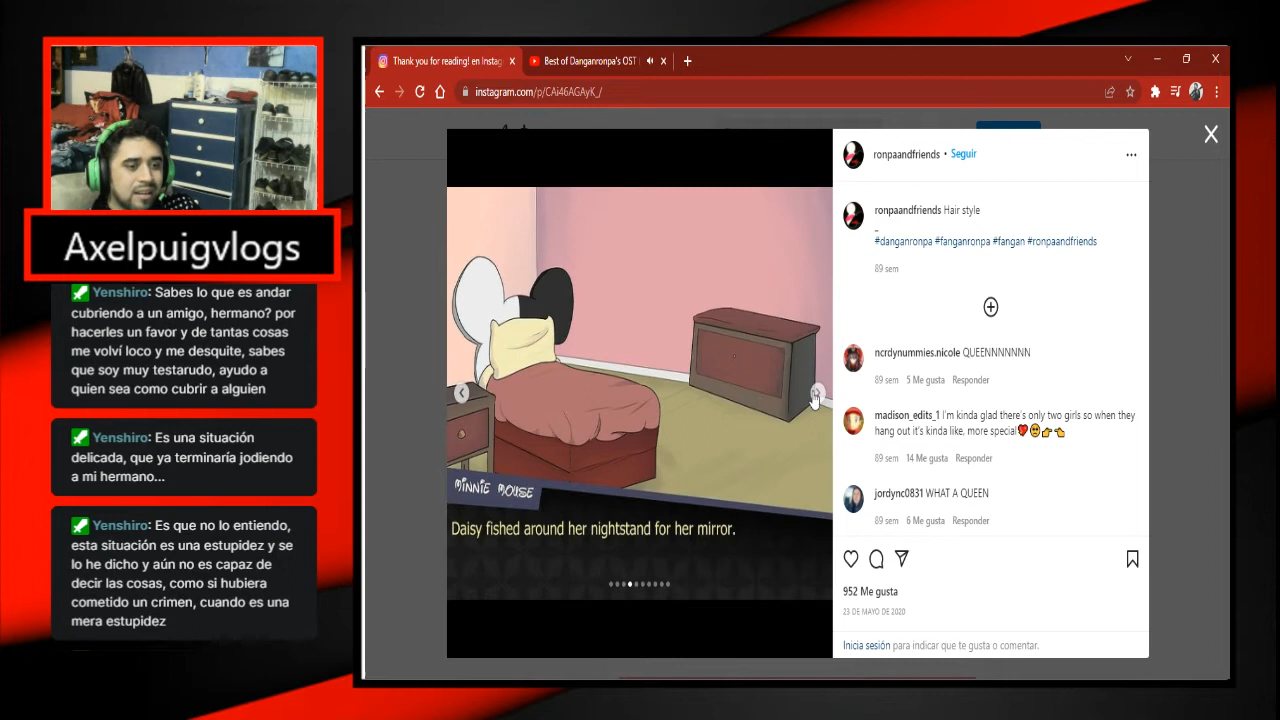 Axelpuigvlogs
Yenshiro: Sabes lo que es andar
cubriendo a un amigo, hermano? por
hacerles un favor y de tantas cosas
me volví loco y me desquite, sabes
que soy muy testarudo, ayudo a
quien sea como cubrir a alguien
Yenshiro: Es una situación
delicada, que ya terminaría jodiendo
a mi hermano...
Yenshiro: Es que no lo entiendo,
esta situación es una estupidez y se
lo he dicho y aún no es capaz de
decir las cosas, como si hubiera
cometido un crimen, cuando es una
mera estupidez
Thank you for reading! en Instag
Best of Danganronpa's OST
instagram.com/p/CAi46AGAyK_/
MINNIE MOUSE
Daisy fished around her nightstand for her mirror.
ronpaandfriends • Seguir
ronpaandfriends Hair style
_
#danganronpa #fanganronpa #fangan #ronpaandfriends
89 sem
ncrdynummies.nicole QUEENNNNNN
89 sem 5 Me gusta Responder
madison_edits_1 I'm kinda glad there's only two girls so when they
hang out it's kinda like, more special
89 sem 14 Me gusta Responder
jordync0831 WHAT A QUEEN
89 sem 6 Me gusta Responder
952 Me gusta
23 DE MAYO DE 2020
Inicia sesión para indicar que te gusta o comentar.